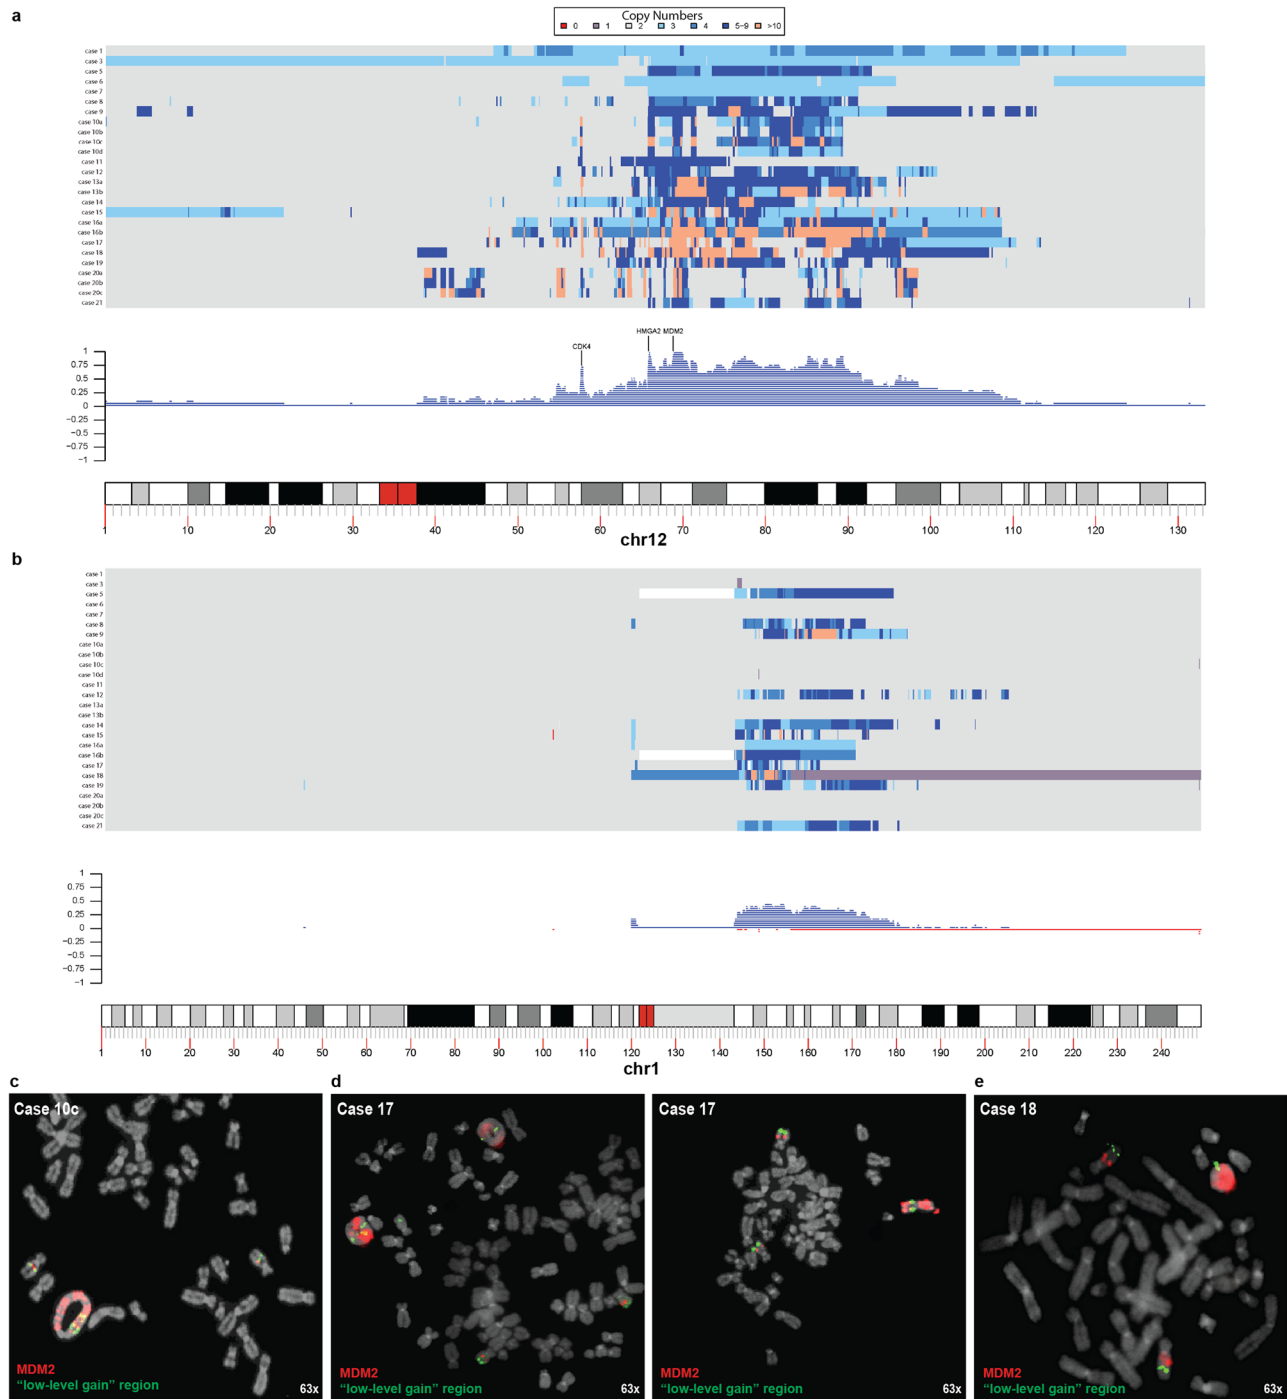 a
Copy Numbers
0 1 2 3 4 5-9 >10
case 1
case 3
case 5
case 6
case 7
case 8
case 9
case 10a
case 10b
case 10c
case 10d
case 11
case 12
case 13a
case 13b
case 14
case 15
case 16a
case 16b
case 17
case 18
case 19
case 20a
case 20b
case 20c
case 21
HMGA2 MDM2
CDK4
1
0.75
0.5
0.25
0
−0.25
−0.5
−0.75
−1
1 10 20 30 40 50 60 70 80 90 100 110 120 130
chr12
b
case 1
case 3
case 5
case 6
case 7
case 8
case 9
case 10a
case 10b
case 10c
case 10d
case 11
case 12
case 13a
case 13b
case 14
case 15
case 16a
case 16b
case 17
case 18
case 19
case 20a
case 20b
case 20c
case 21
1
0.75
0.5
0.25
0
−0.25
−0.5
−0.75
−1
1 10 20 30 40 50 60 70 80 90 100 110 120 130 140 150 160 170 180 190 200 210 220 230 240
chr1
c
Case 10c
MDM2
“low-level gain” region
63x
d
Case 17
MDM2
“low-level gain” region
63x
Case 17
MDM2
“low-level gain” region
63x
e
Case 18
MDM2
“low-level gain” region
63x